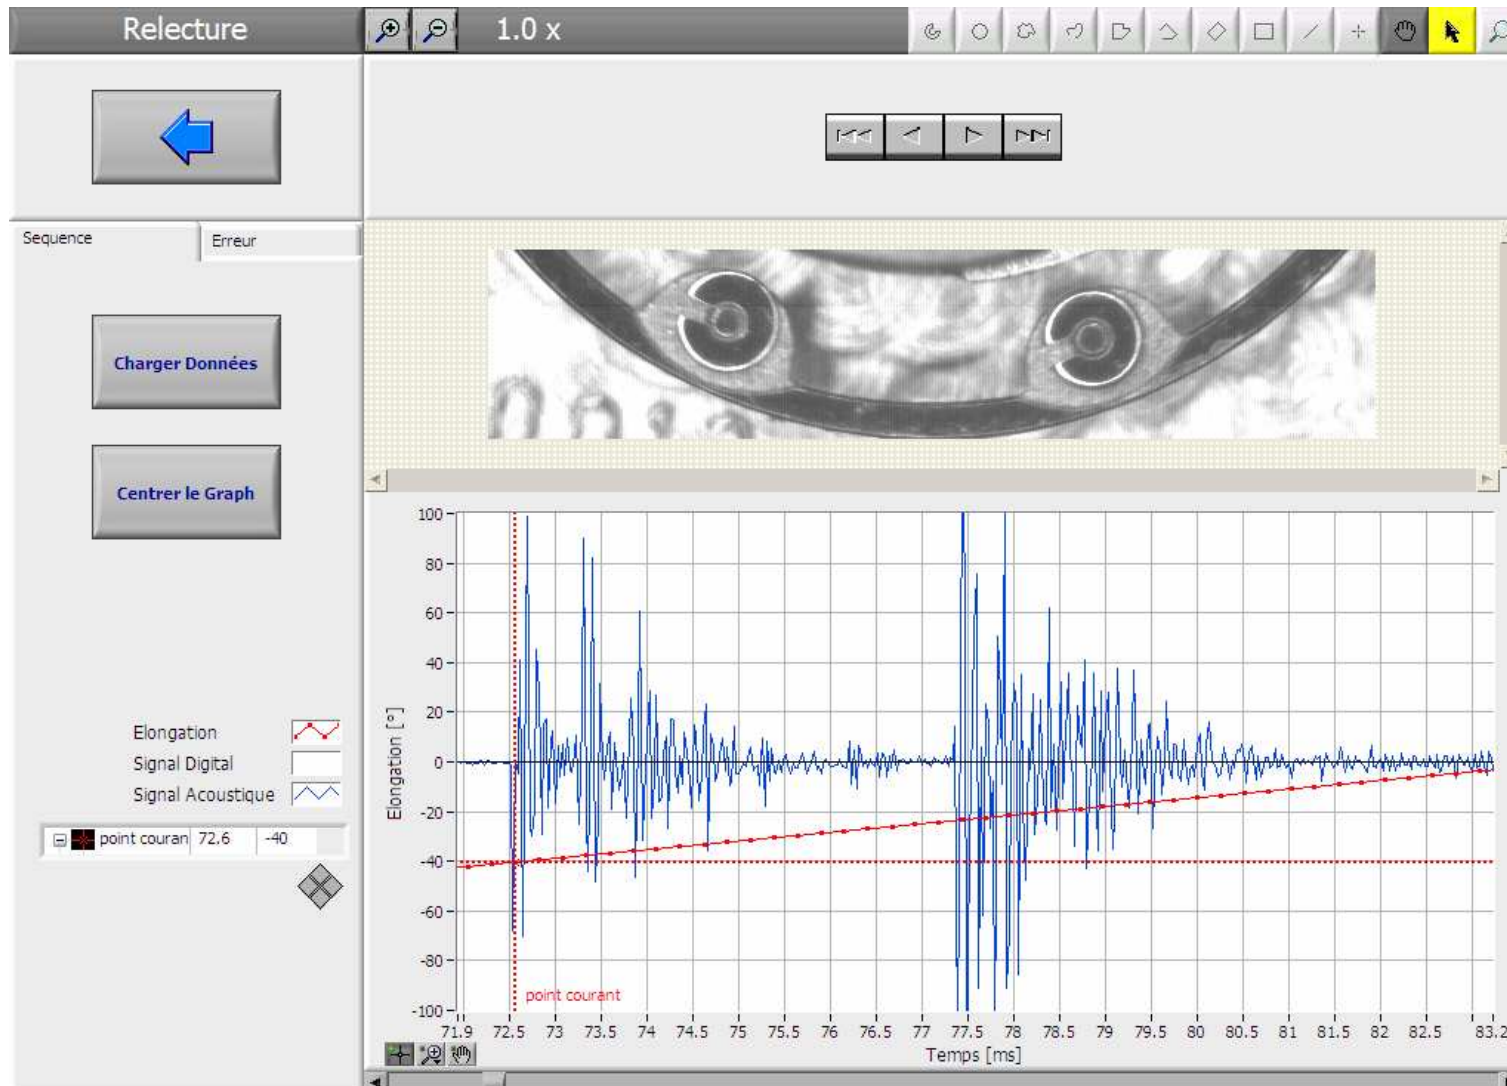 Relecture
1.0 x
Sequence
Erreur
Charger Données
Centrer le Graph
Elongation
Signal Digital
Signal Acoustique
point couran 72.6 -40
Elongation [°]
100
80
60
40
20
0
-20
-40
-60
-80
-100
point courant
71.9 72.5 73 73.5 74 74.5 75 75.5 76 76.5 77 77.5 78 78.5 79 79.5 80 80.5 81 81.5 82 82.5 83.2
Temps [ms]